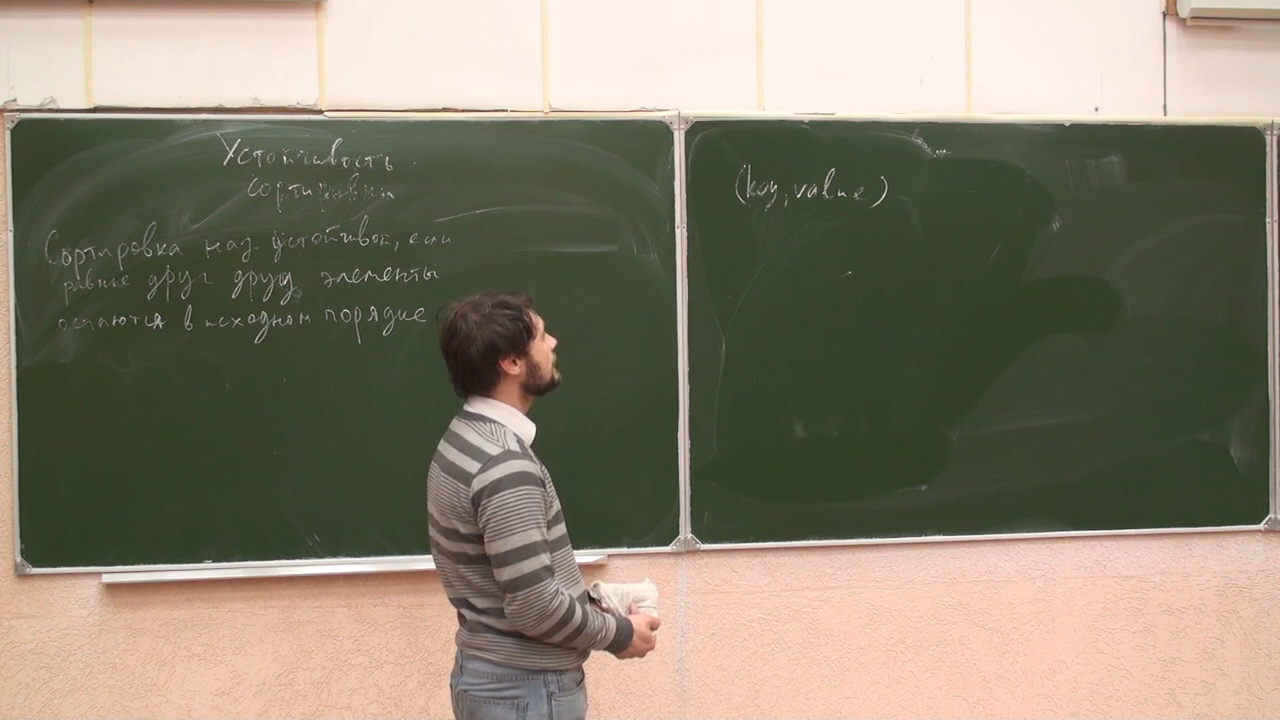 Устойчивость
сортировки
Сортировка наз. устойчивой, если
равные друг другу элементы
остаются в исходном порядке
(key, value)